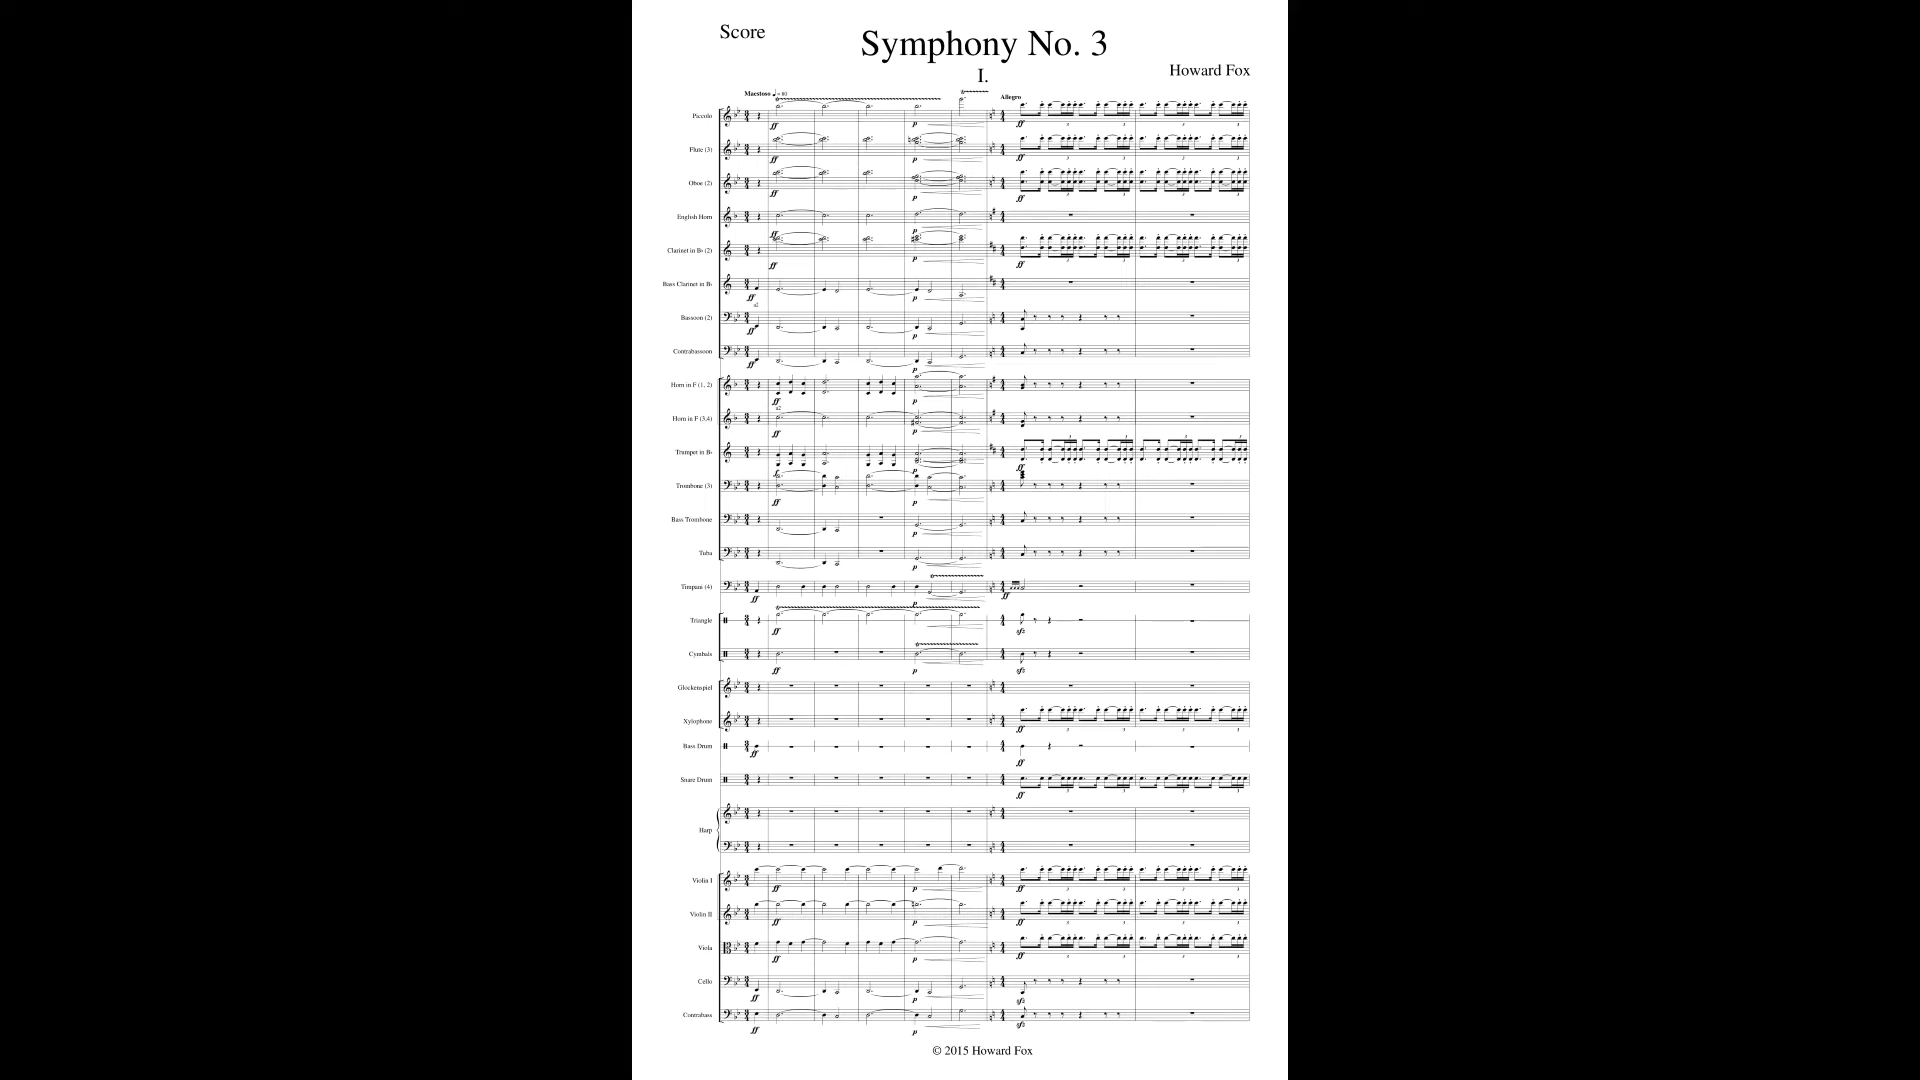 Score
Symphony No. 3
I.
Howard Fox
Maestoso ♩ = 80
Allegro
Piccolo
Flute (3)
Oboe (2)
English Horn
Clarinet in B♭ (2)
Bass Clarinet in B♭
a2
Bassoon (2)
Contrabassoon
Horn in F (1, 2)
a2
Horn in F (3,4)
Trumpet in B♭
Trombone (3)
Bass Trombone
Tuba
Timpani (4)
Triangle
Cymbals
Glockenspiel
Xylophone
Bass Drum
Snare Drum
Harp
Violin I
Violin II
Viola
Cello
Contrabass
© 2015 Howard Fox